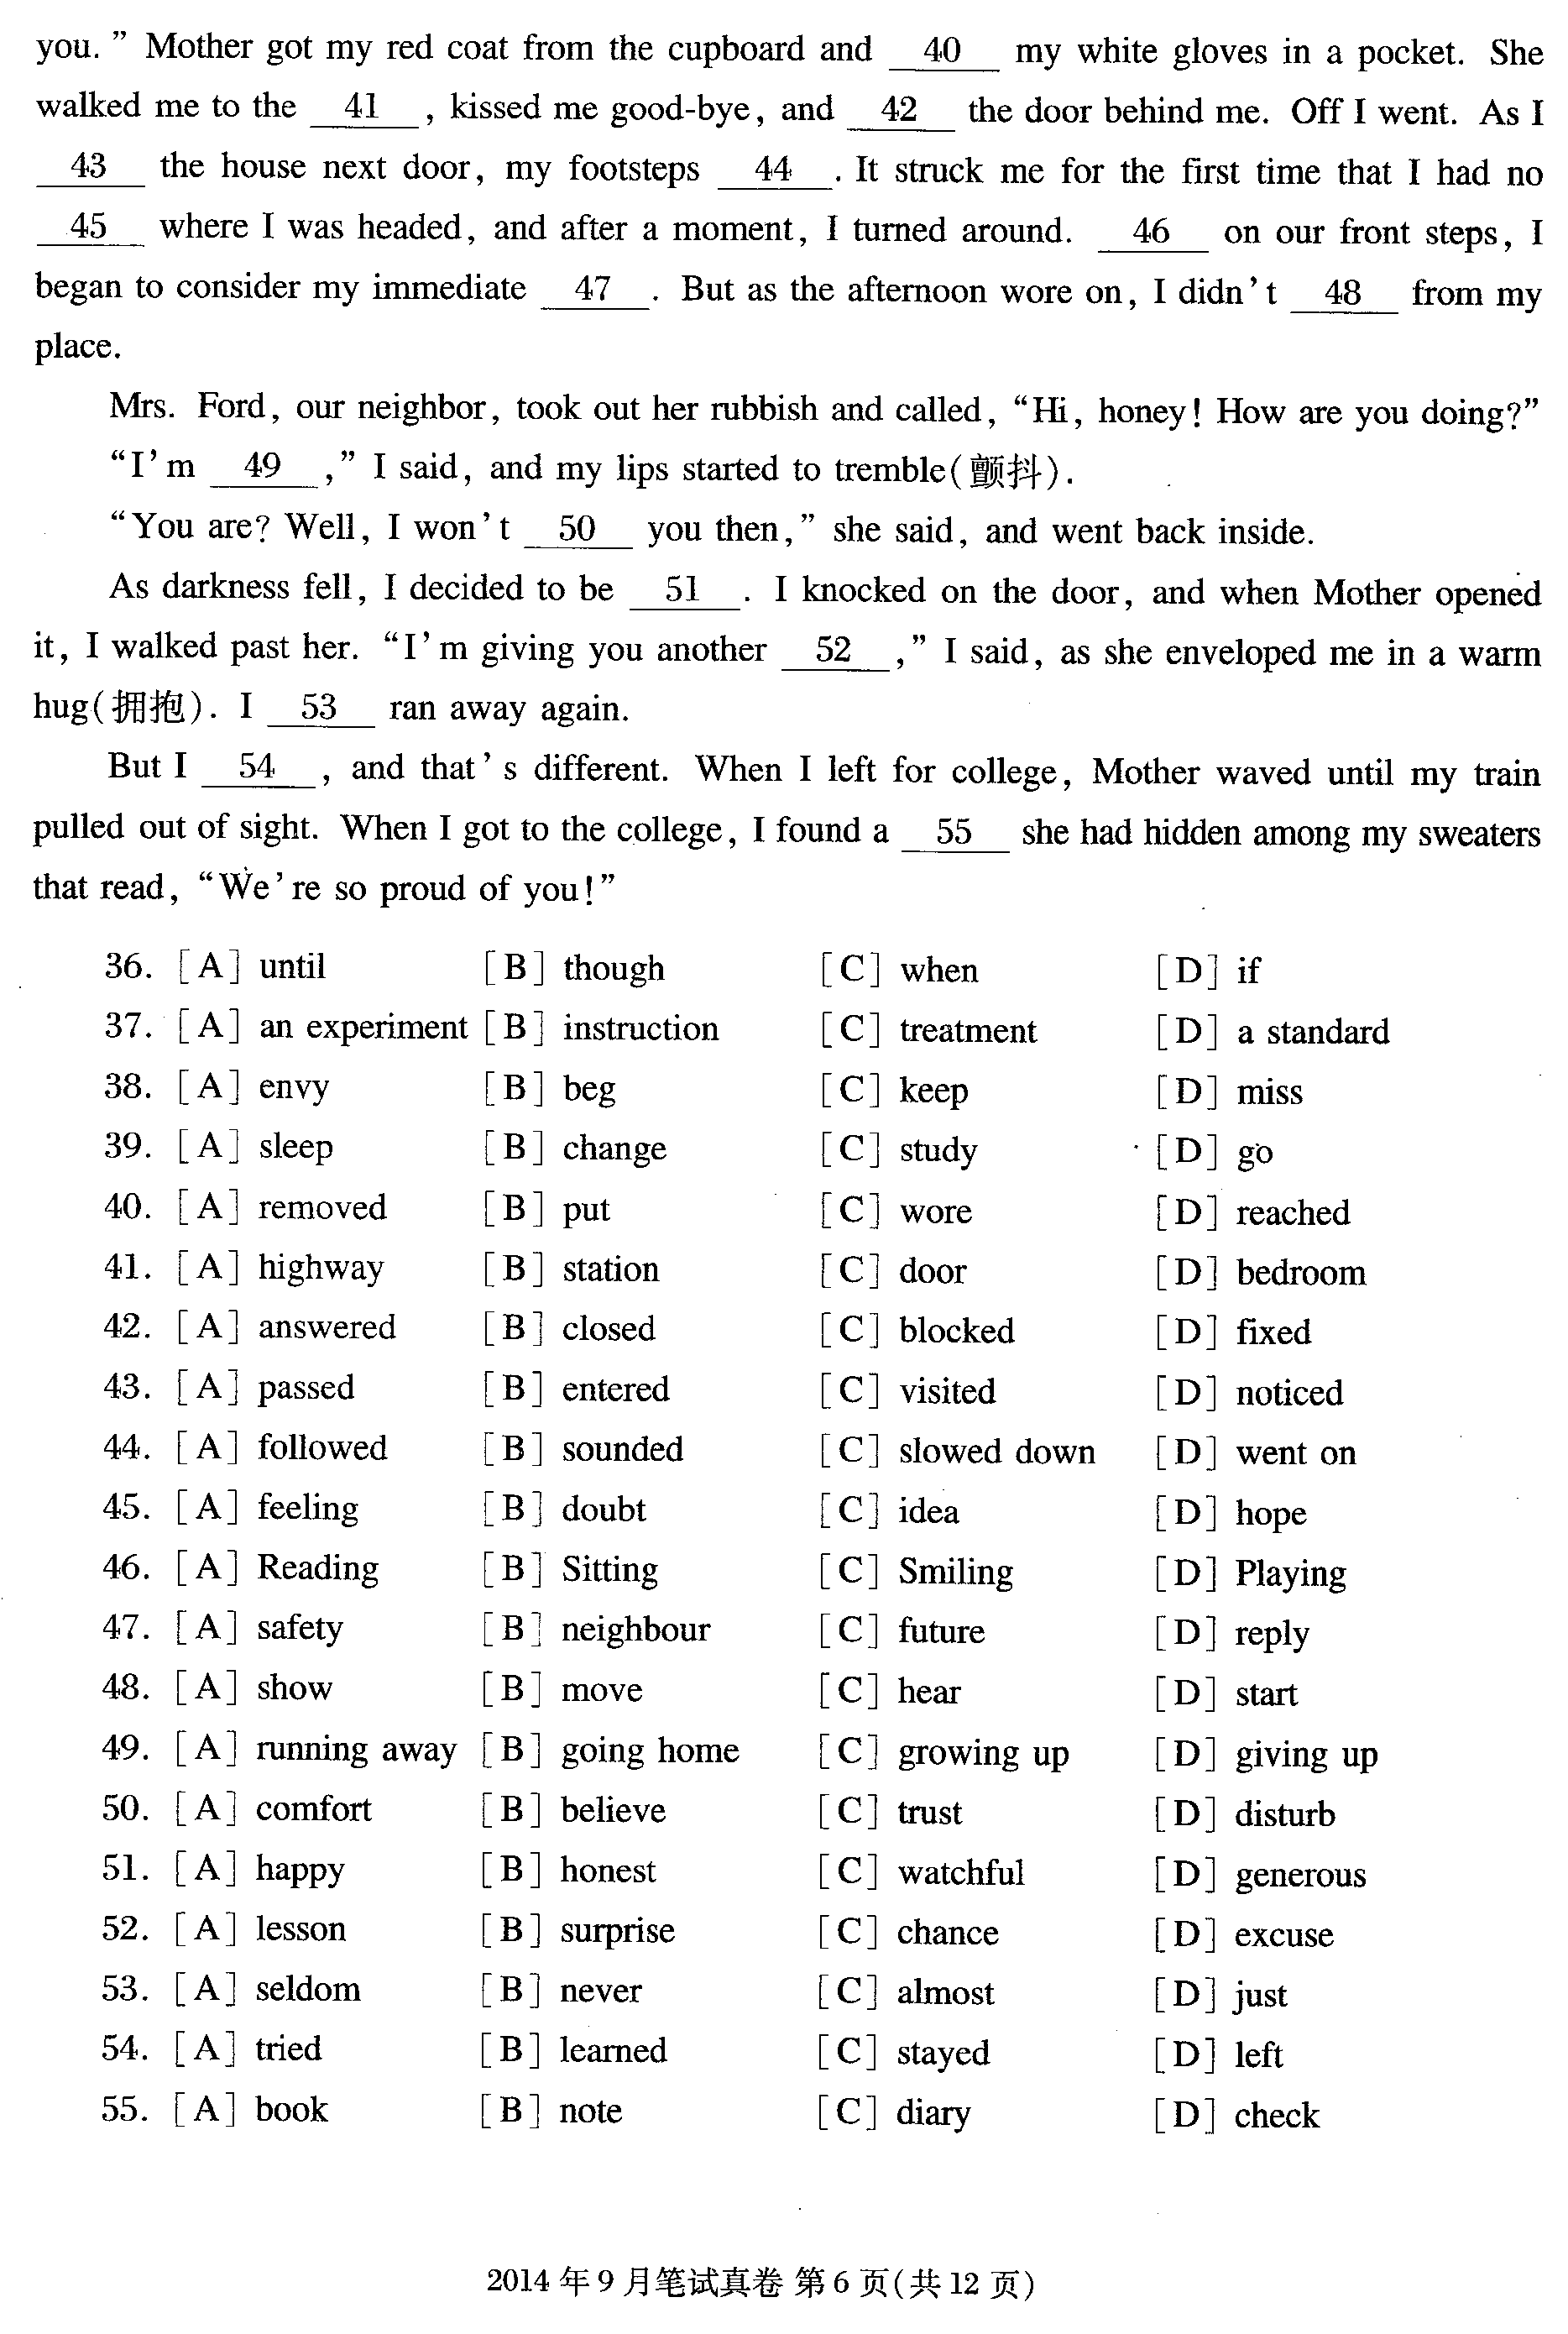 you." Mother got my red coat from the cupboard and 40 my white gloves in a pocket. She
walked me to the 41 , kissed me good-bye, and 42 the door behind me. Off I went. As I
43 the house next door, my footsteps 44 . It struck me for the first time that I had no
45 where I was headed, and after a moment, I turned around. 46 on our front steps, I
began to consider my immediate 47 . But as the afternoon wore on, I didn't 48 from my
place.
Mrs. Ford, our neighbor, took out her rubbish and called, "Hi, honey! How are you doing?"
"I'm 49 ," I said, and my lips started to tremble(颤抖).
"You are? Well, I won't 50 you then," she said, and went back inside.
As darkness fell, I decided to be 51 . I knocked on the door, and when Mother opened
it, I walked past her. "I'm giving you another 52 ," I said, as she enveloped me in a warm
hug(拥抱). I 53 ran away again.
But I 54 , and that's different. When I left for college, Mother waved until my train
pulled out of sight. When I got to the college, I found a 55 she had hidden among my sweaters
that read, "We're so proud of you!"
36. [A] until [B] though [C] when [D] if
37. [A] an experiment [B] instruction [C] treatment [D] a standard
38. [A] envy [B] beg [C] keep [D] miss
39. [A] sleep [B] change [C] study [D] go
40. [A] removed [B] put [C] wore [D] reached
41. [A] highway [B] station [C] door [D] bedroom
42. [A] answered [B] closed [C] blocked [D] fixed
43. [A] passed [B] entered [C] visited [D] noticed
44. [A] followed [B] sounded [C] slowed down [D] went on
45. [A] feeling [B] doubt [C] idea [D] hope
46. [A] Reading [B] Sitting [C] Smiling [D] Playing
47. [A] safety [B] neighbour [C] future [D] reply
48. [A] show [B] move [C] hear [D] start
49. [A] running away [B] going home [C] growing up [D] giving up
50. [A] comfort [B] believe [C] trust [D] disturb
51. [A] happy [B] honest [C] watchful [D] generous
52. [A] lesson [B] surprise [C] chance [D] excuse
53. [A] seldom [B] never [C] almost [D] just
54. [A] tried [B] learned [C] stayed [D] left
55. [A] book [B] note [C] diary [D] check
2014年9月笔试真卷 第6页(共12页)